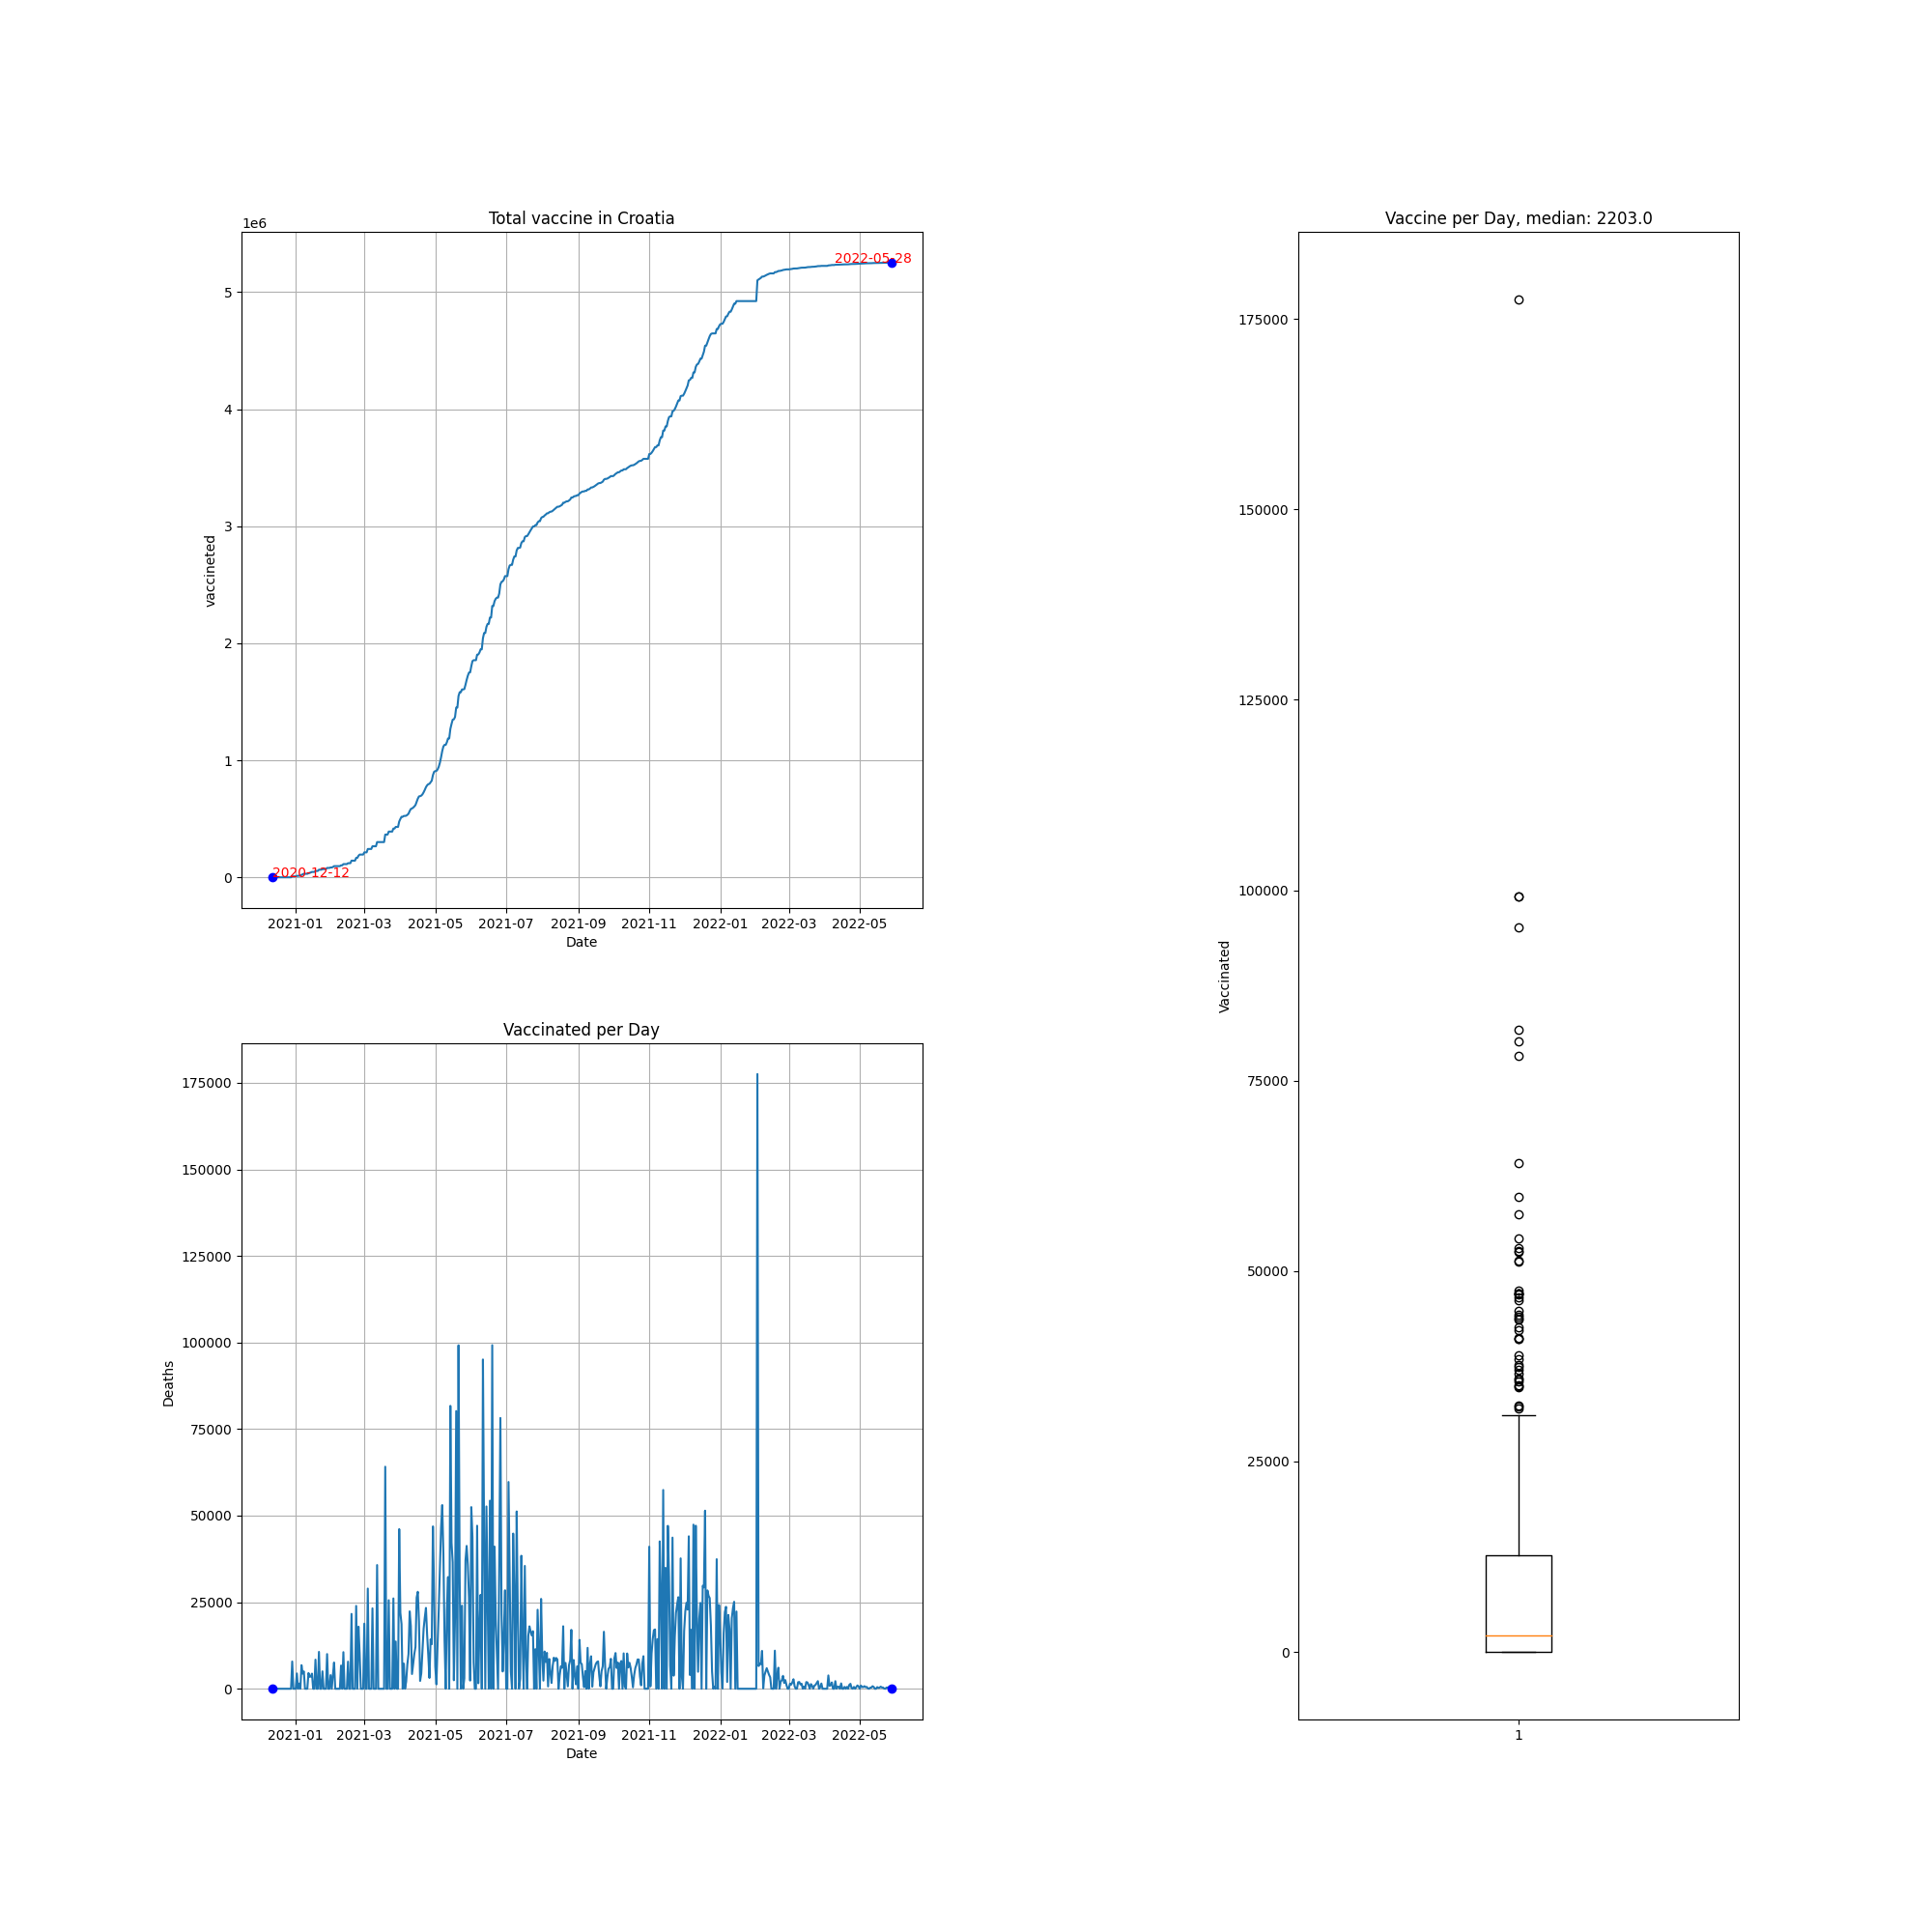 Total vaccine in Croatia
1e6
5
4
3
2
1
0
vaccineted
2022-05-28
2020-12-12
2021-01 2021-03 2021-05 2021-07 2021-09 2021-11 2022-01 2022-03 2022-05
Date
Vaccinated per Day
175000
150000
125000
100000
75000
50000
25000
0
Deaths
2021-01 2021-03 2021-05 2021-07 2021-09 2021-11 2022-01 2022-03 2022-05
Date
Vaccine per Day, median: 2203.0
175000
150000
125000
100000
75000
50000
25000
0
Vaccinated
1